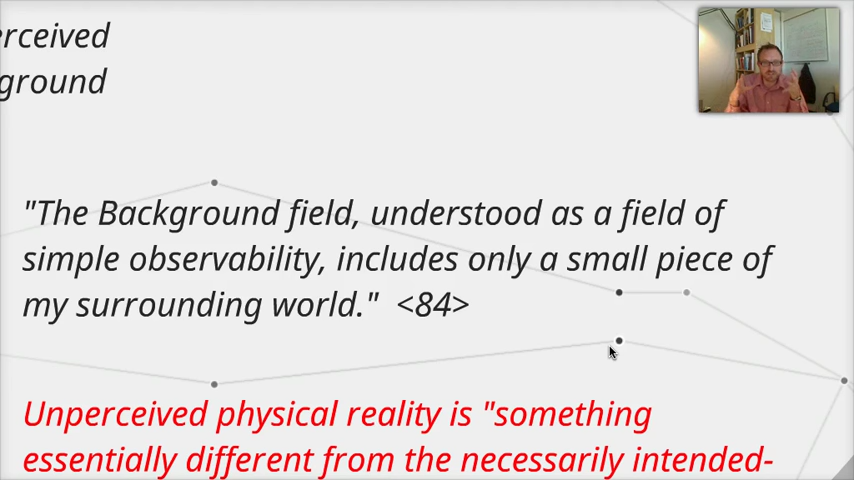 erceived
ground
"The Background field, understood as a field of
simple observability, includes only a small piece of
my surrounding world." <84>
Unperceived physical reality is "something
essentially different from the necessarily intended-